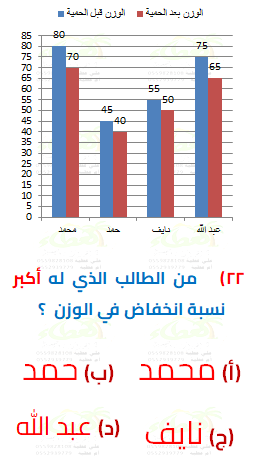 الوزن قبل الحمية الوزن بعد الحمية
85
80
75
70
65
60
55
50
45
40
35
30
25
20
15
10
5
0
80 70 45 40 55 50 75 65
محمد حمد نايف عبد الله
٢٢) من الطالب الذي له أكبر
نسبة انخفاض في الوزن ؟
(أ) محمد (ب) حمد
(ج) نايف (د) عبد الله